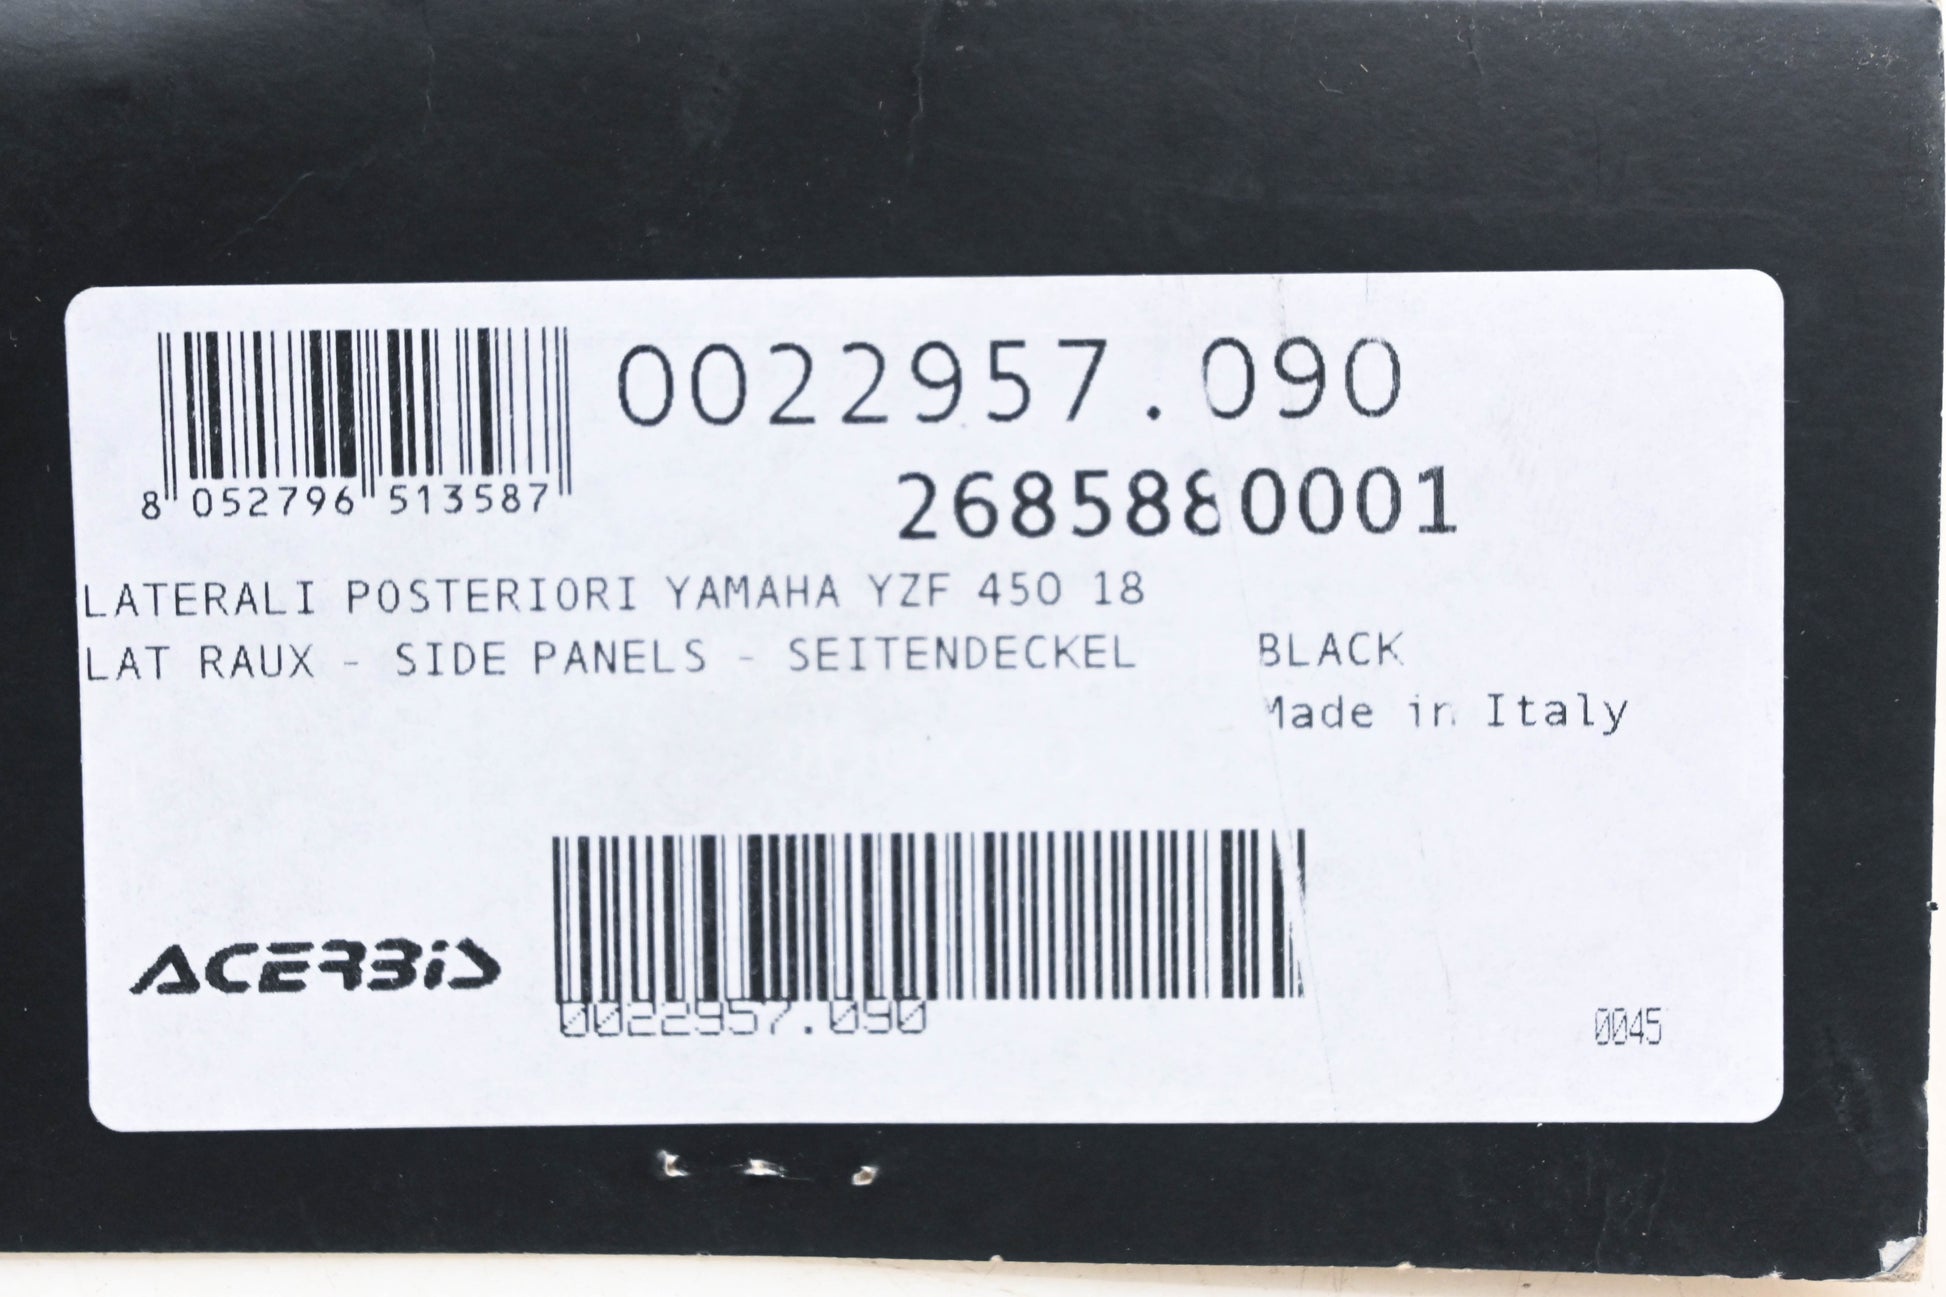 0022957.090
8 052796 513587
2685880001
LATERALI POSTERIORI YAMAHA YZF 450 18
LAT RAUX - SIDE PANELS - SEITENDECKEL BLACK
Made in Italy
ACERBIS
0022957.090
0045